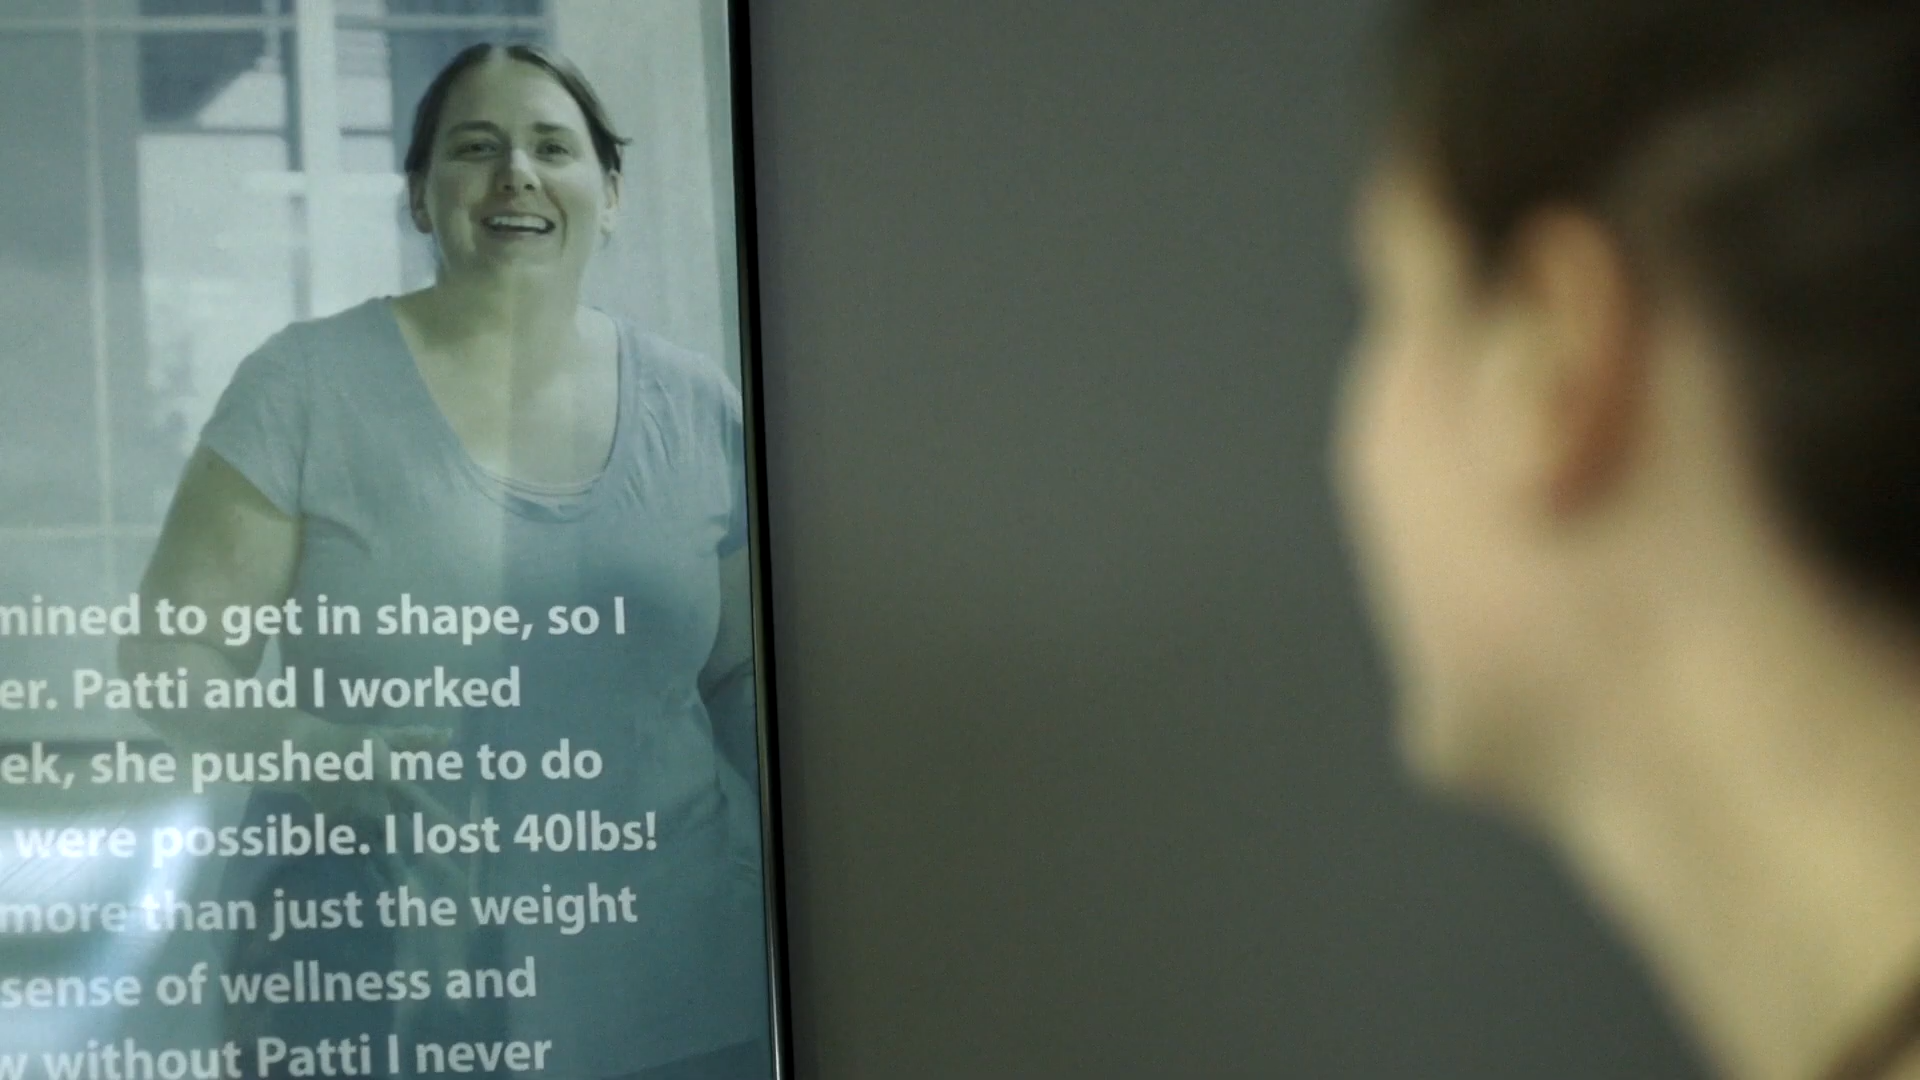 mined to get in shape, so I
er. Patti and I worked
ek, she pushed me to do
were possible. I lost 40lbs!
more than just the weight
sense of wellness and
w without Patti I never